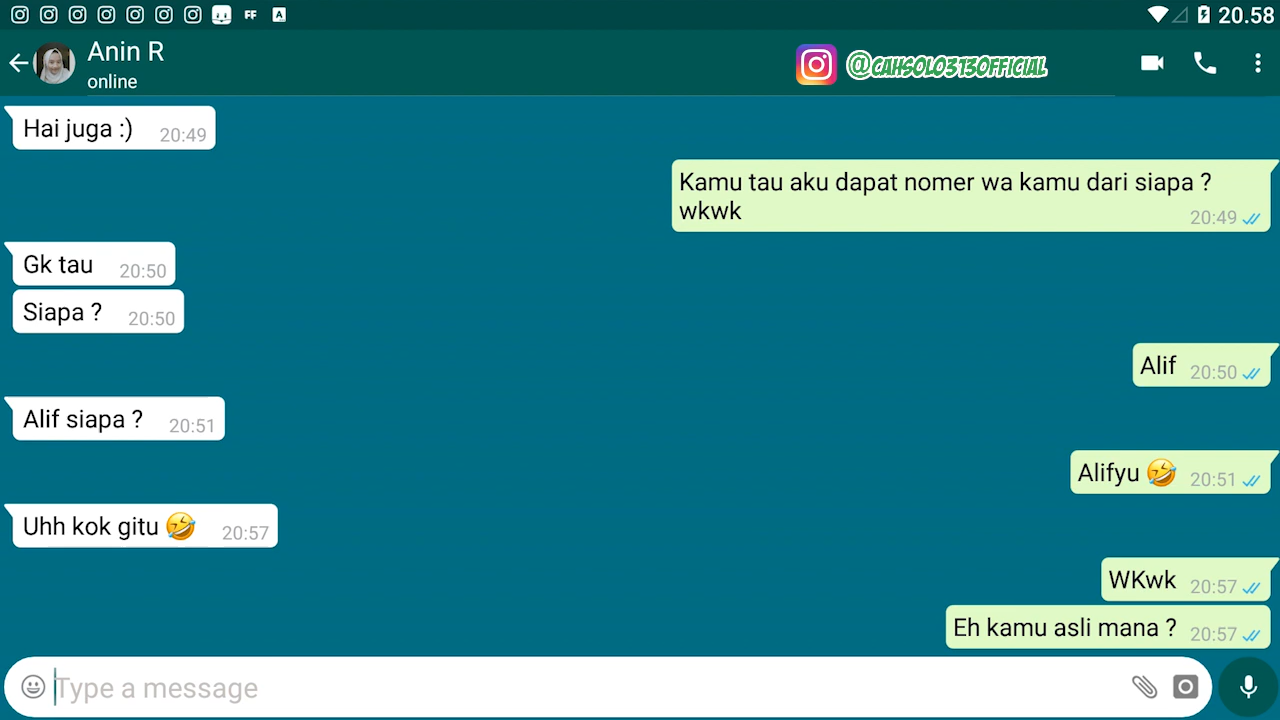 FF A 20.58
Anin R
online
@CAHSOLO313OFFICIAL
Hai juga :) 20:49
Kamu tau aku dapat nomer wa kamu dari siapa ?
wkwk 20:49
Gk tau 20:50
Siapa ? 20:50
Alif 20:50
Alif siapa ? 20:51
Alifyu 🤣 20:51
Uhh kok gitu 🤣 20:57
WKwk 20:57
Eh kamu asli mana ? 20:57
Type a message